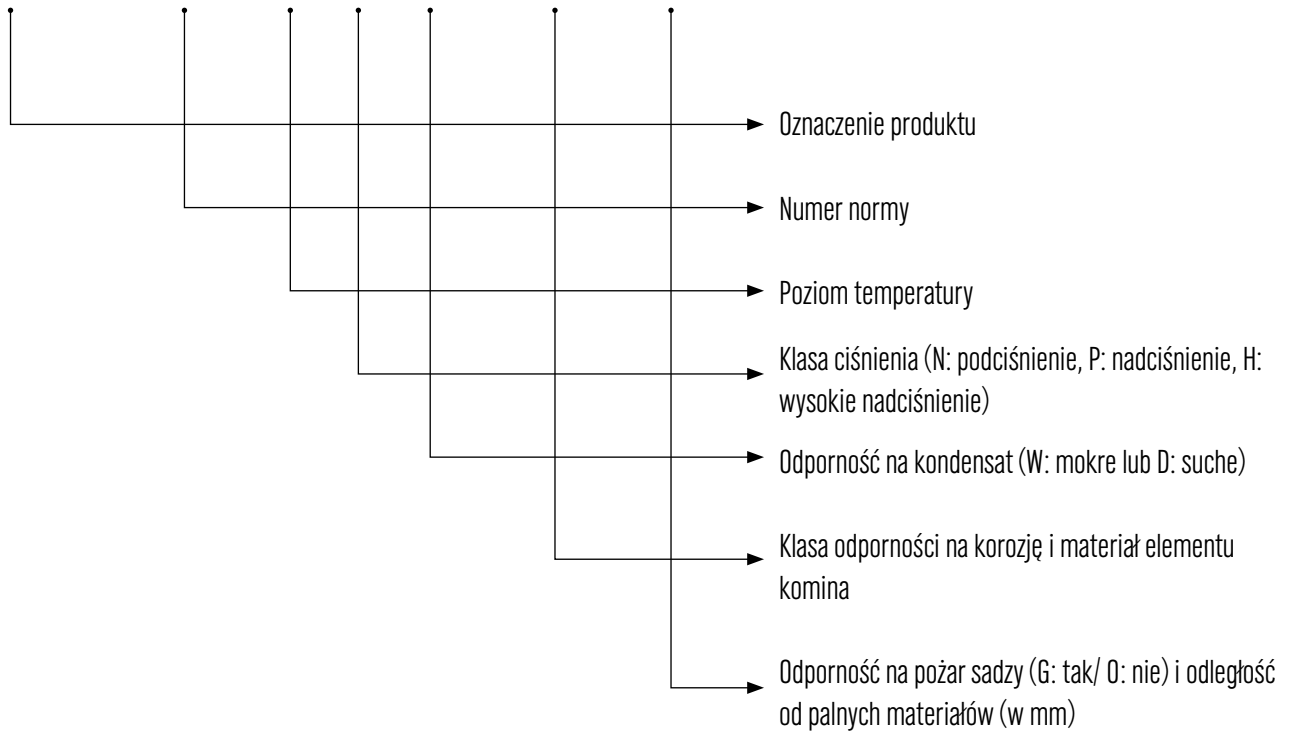 Oznaczenie produktu
Numer normy
Poziom temperatury
Klasa ciśnienia (N: podciśnienie, P: nadciśnienie, H:
wysokie nadciśnienie)
Odporność na kondensat (W: mokre lub D: suche)
Klasa odporności na korozję i materiał elementu
komina
Odporność na pożar sadzy (G: tak/ O: nie) i odległość
od palnych materiałów (w mm)